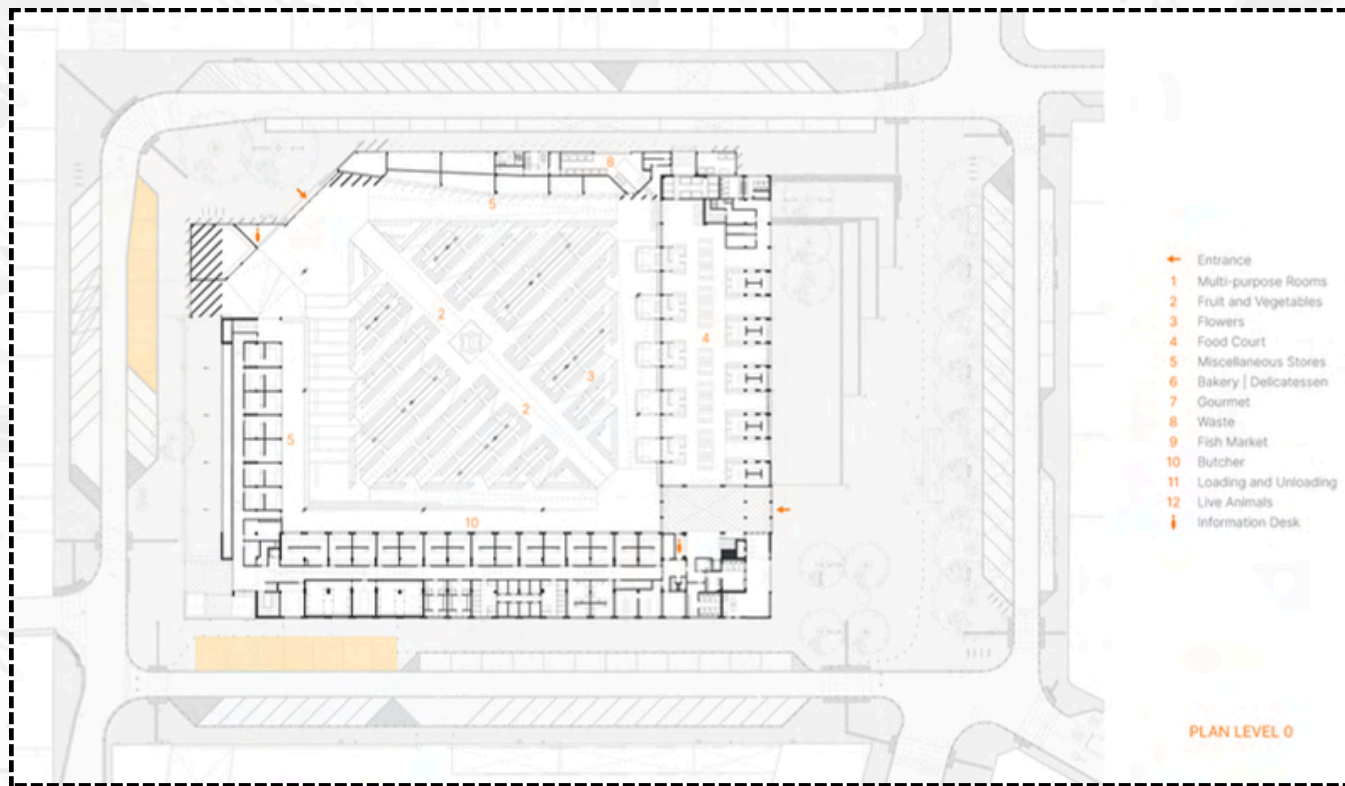 8
5
2
4
3
2
5
10
← Entrance
1 Multi-purpose Rooms
2 Fruit and Vegetables
3 Flowers
4 Food Court
5 Miscellaneous Stores
6 Bakery | Delicatessen
7 Gourmet
8 Waste
9 Fish Market
10 Butcher
11 Loading and Unloading
12 Live Animals
i Information Desk
PLAN LEVEL 0